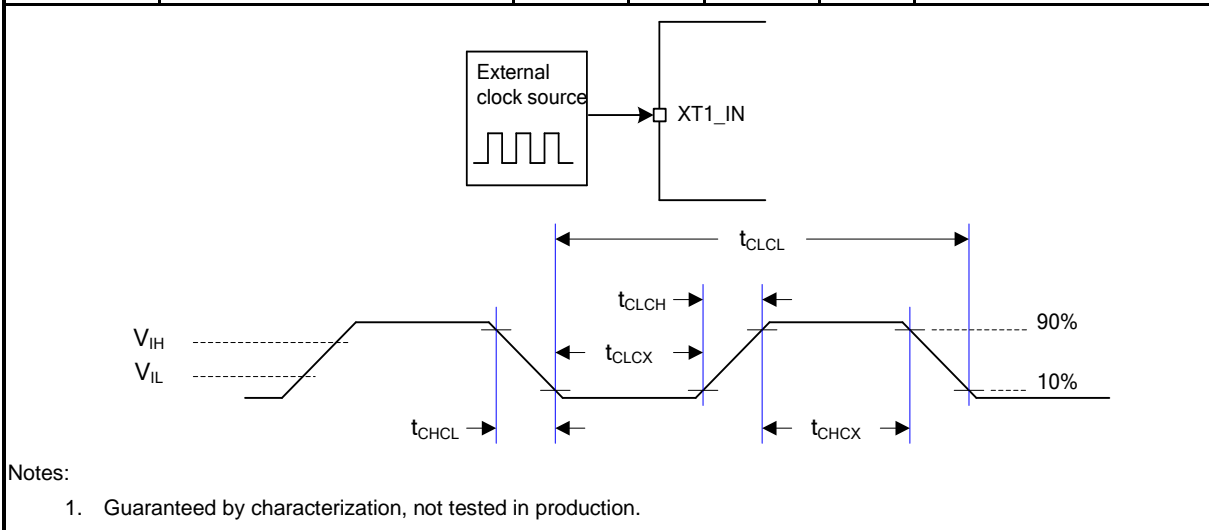 External
clock source
XT1_IN
tCLCL
tCLCH
90%
VIH
tCLCX
VIL
10%
tCHCL
tCHCX
Notes:
1. Guaranteed by characterization, not tested in production.